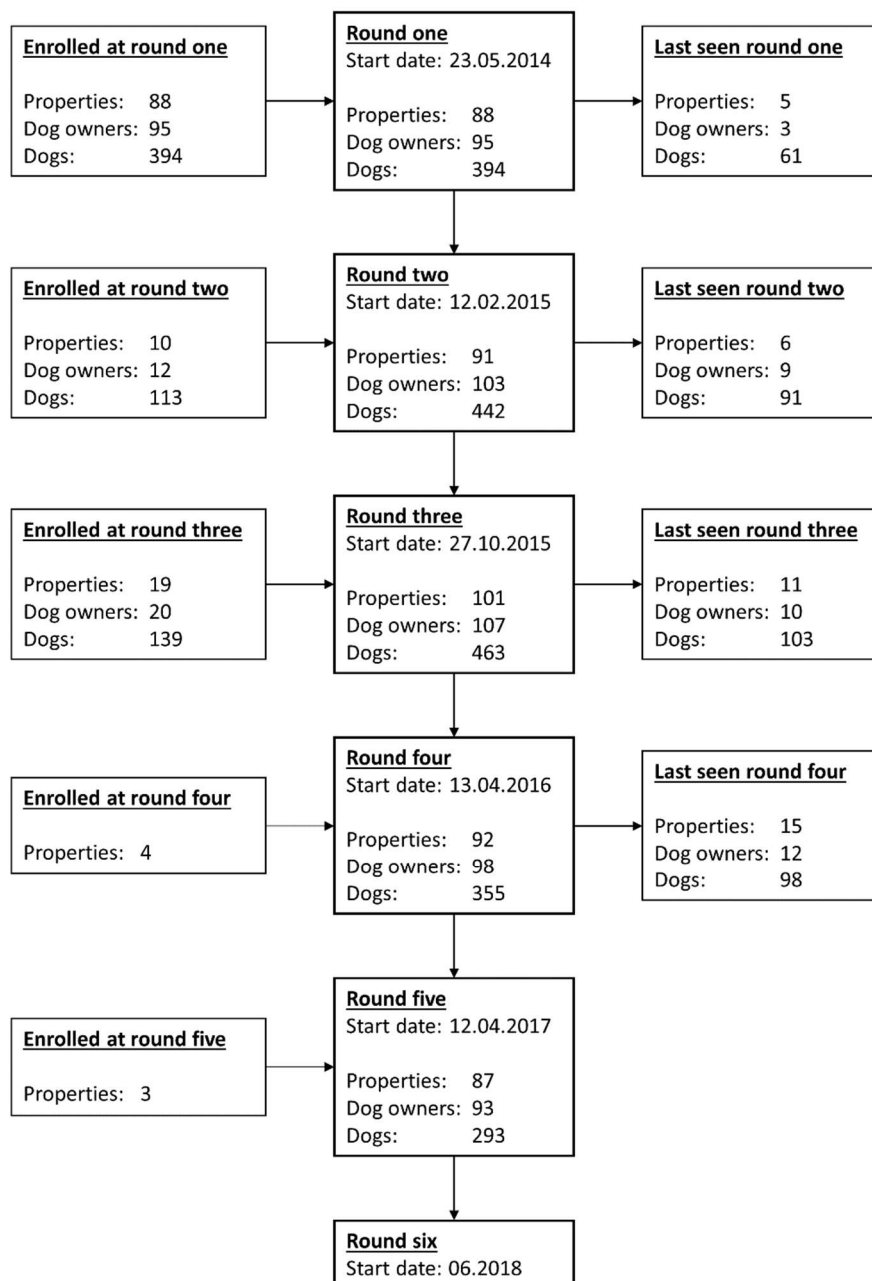 Enrolled at round one
Properties: 88
Dog owners: 95
Dogs: 394
Round one
Start date: 23.05.2014
Properties: 88
Dog owners: 95
Dogs: 394
Last seen round one
Properties: 5
Dog owners: 3
Dogs: 61
Enrolled at round two
Properties: 10
Dog owners: 12
Dogs: 113
Round two
Start date: 12.02.2015
Properties: 91
Dog owners: 103
Dogs: 442
Last seen round two
Properties: 6
Dog owners: 9
Dogs: 91
Enrolled at round three
Properties: 19
Dog owners: 20
Dogs: 139
Round three
Start date: 27.10.2015
Properties: 101
Dog owners: 107
Dogs: 463
Last seen round three
Properties: 11
Dog owners: 10
Dogs: 103
Enrolled at round four
Properties: 4
Round four
Start date: 13.04.2016
Properties: 92
Dog owners: 98
Dogs: 355
Last seen round four
Properties: 15
Dog owners: 12
Dogs: 98
Enrolled at round five
Properties: 3
Round five
Start date: 12.04.2017
Properties: 87
Dog owners: 93
Dogs: 293
Round six
Start date: 06.2018